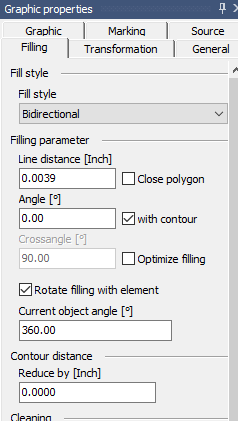 Graphic properties
Graphic Marking Source
Filling Transformation General
Fill style
Fill style
Bidirectional
Filling parameter
Line distance [Inch]
0.0039 Close polygon
Angle [°]
0.00 with contour
Crossangle [°]
90.00 Optimize filling
Rotate filling with element
Current object angle [°]
360.00
Contour distance
Reduce by [Inch]
0.0000
Cleaning